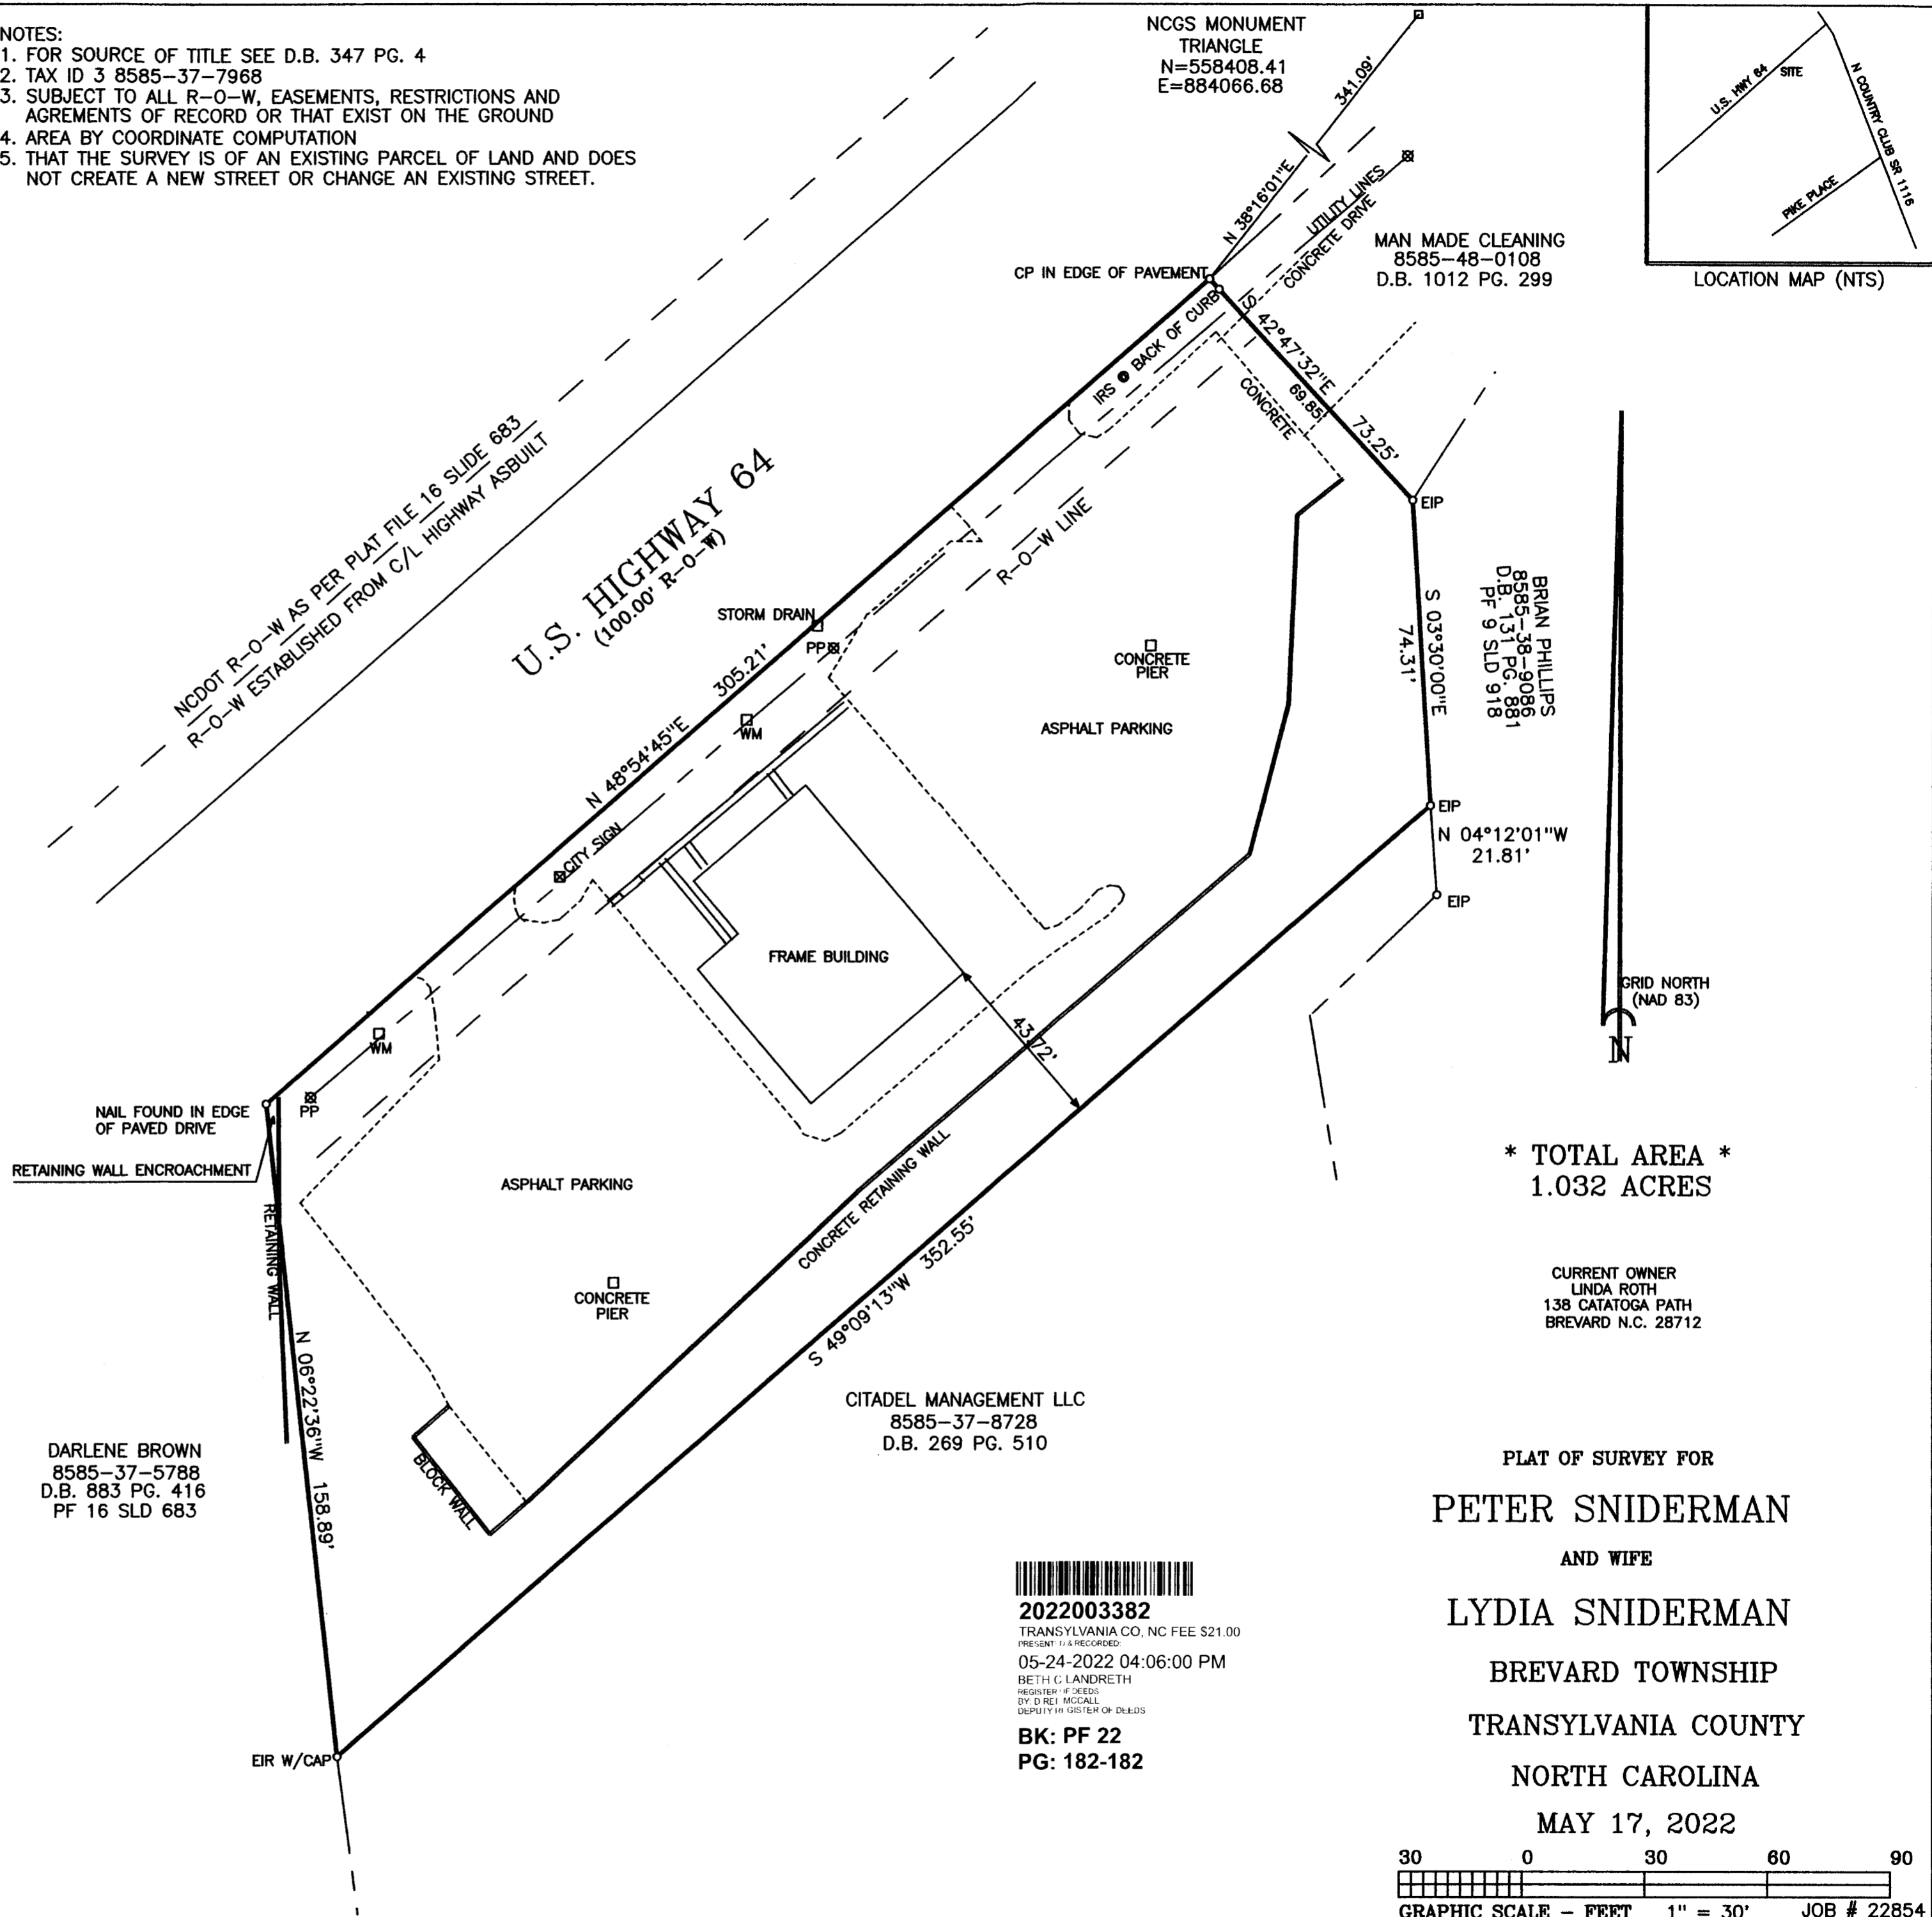 NOTES:
1. FOR SOURCE OF TITLE SEE D.B. 347 PG. 4
2. TAX ID 3 8585-37-7968
3. SUBJECT TO ALL R-O-W, EASEMENTS, RESTRICTIONS AND
AGREMENTS OF RECORD OR THAT EXIST ON THE GROUND
4. AREA BY COORDINATE COMPUTATION
5. THAT THE SURVEY IS OF AN EXISTING PARCEL OF LAND AND DOES
NOT CREATE A NEW STREET OR CHANGE AN EXISTING STREET.
NCGS MONUMENT
TRIANGLE
N=558408.41
E=884066.68
341.09'
N 38°16'01"E
UTILITY LINES
CONCRETE DRIVE
U.S. HWY 64
SITE
N COUNTRY CLUB SR 1116
PIKE PLACE
LOCATION MAP (NTS)
MAN MADE CLEANING
8585-48-0108
D.B. 1012 PG. 299
CP IN EDGE OF PAVEMENT
IRS @ BACK OF CURB
S 42°47'32"E
69.85'
73.25'
CONCRETE
EIP
NCDOT R-O-W AS PER PLAT FILE 16 SLIDE 683
R-O-W ESTABLISHED FROM C/L HIGHWAY ASBUILT
U.S. HIGHWAY 64
(100.00' R-O-W)
R-O-W LINE
STORM DRAIN
PP
305.21'
N 48°54'45"E
WM
CONCRETE
PIER
ASPHALT PARKING
S 03°30'00"E
74.31'
BRIAN PHILLIPS
8585-38-9086
D.B. 131 PG. 881
PF 9 SLD 918
EIP
N 04°12'01"W
21.81'
EIP
CITY SIGN
FRAME BUILDING
43.72'
GRID NORTH
(NAD 83)
N
WM
PP
NAIL FOUND IN EDGE
OF PAVED DRIVE
RETAINING WALL ENCROACHMENT
RETAINING WALL
ASPHALT PARKING
CONCRETE RETAINING WALL
CONCRETE
PIER
S 49°09'13"W 352.55'
* TOTAL AREA *
1.032 ACRES
CURRENT OWNER
LINDA ROTH
138 CATATOGA PATH
BREVARD N.C. 28712
N 06°22'36"W 158.89'
CITADEL MANAGEMENT LLC
8585-37-8728
D.B. 269 PG. 510
DARLENE BROWN
8585-37-5788
D.B. 883 PG. 416
PF 16 SLD 683
BLOCK WALL
EIR W/CAP
2022003382
TRANSYLVANIA CO, NC FEE $21.00
PRESENTED & RECORDED:
05-24-2022 04:06:00 PM
BETH C LANDRETH
REGISTER OF DEEDS
BY: D REE MCCALL
DEPUTY REGISTER OF DEEDS
BK: PF 22
PG: 182-182
PLAT OF SURVEY FOR
PETER SNIDERMAN
AND WIFE
LYDIA SNIDERMAN
BREVARD TOWNSHIP
TRANSYLVANIA COUNTY
NORTH CAROLINA
MAY 17, 2022
30 0 30 60 90
GRAPHIC SCALE - FEET 1" = 30' JOB # 22854